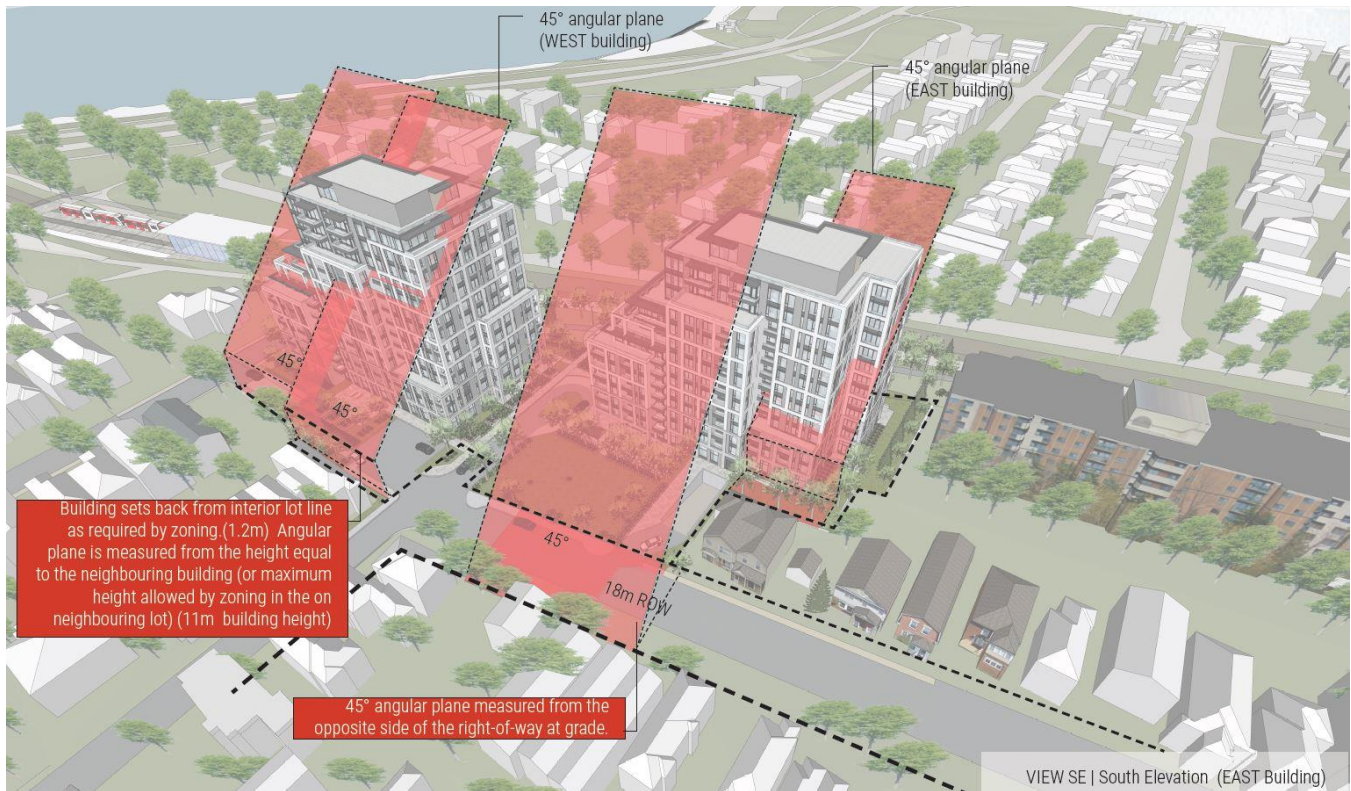 45° angular plane
(WEST building)
45° angular plane
(EAST building)
45°
45°
Building sets back from interior lot line
as required by zoning.(1.2m) Angular
plane is measured from the height equal
to the neighbouring building (or maximum
height allowed by zoning in the on
neighbouring lot) (11m building height)
45°
18m ROW
45° angular plane measured from the
opposite side of the right-of-way at grade.
VIEW SE | South Elevation (EAST Building)